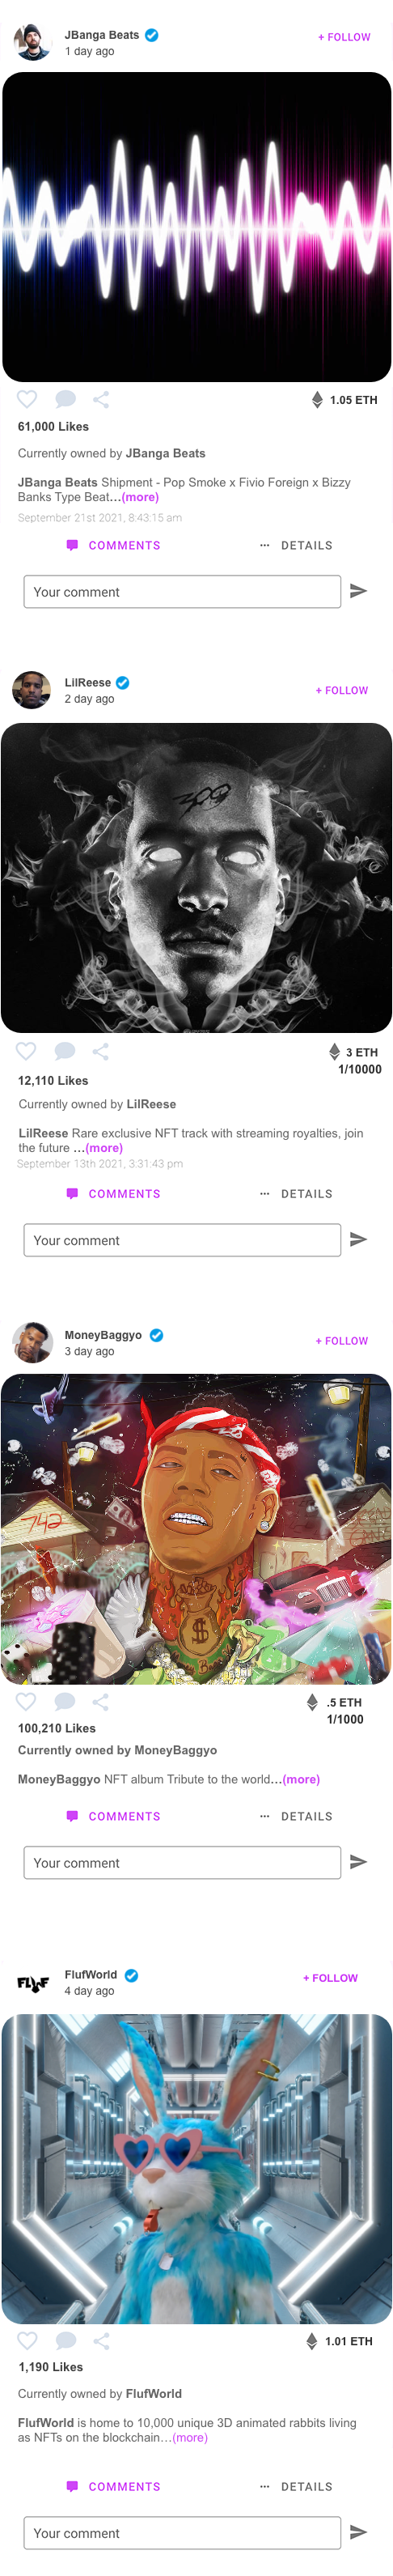 JBanga Beats
1 day ago
+ FOLLOW
1.05 ETH
61,000 Likes
Currently owned by JBanga Beats
JBanga Beats Shipment - Pop Smoke x Fivio Foreign x Bizzy
Banks Type Beat...(more)
September 21st 2021, 8:43:15 am
COMMENTS
··· DETAILS
Your comment
LilReese
2 day ago
+ FOLLOW
300
3 ETH
1/10000
12,110 Likes
Currently owned by LilReese
LilReese Rare exclusive NFT track with streaming royalties, join
the future ...(more)
September 13th 2021, 3.31:43 pm
COMMENTS
··· DETAILS
Your comment
MoneyBaggyo
3 day ago
+ FOLLOW
742
$
.5 ETH
1/1000
100,210 Likes
Currently owned by MoneyBaggyo
MoneyBaggyo NFT album Tribute to the world...(more)
COMMENTS
··· DETAILS
Your comment
FLUF
FlufWorld
4 day ago
+ FOLLOW
1.01 ETH
1,190 Likes
Currently owned by FlufWorld
FlufWorld is home to 10,000 unique 3D animated rabbits living
as NFTs on the blockchain...(more)
COMMENTS
··· DETAILS
Your comment